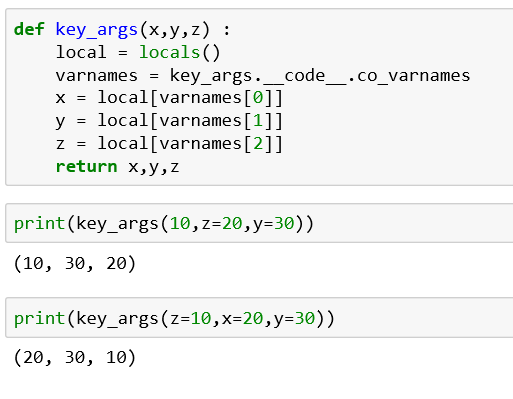 def key_args(x,y,z) :
    local = locals()
    varnames = key_args.__code__.co_varnames
    x = local[varnames[0]]
    y = local[varnames[1]]
    z = local[varnames[2]]
    return x,y,z
print(key_args(10,z=20,y=30))
(10, 30, 20)
print(key_args(z=10,x=20,y=30))
(20, 30, 10)